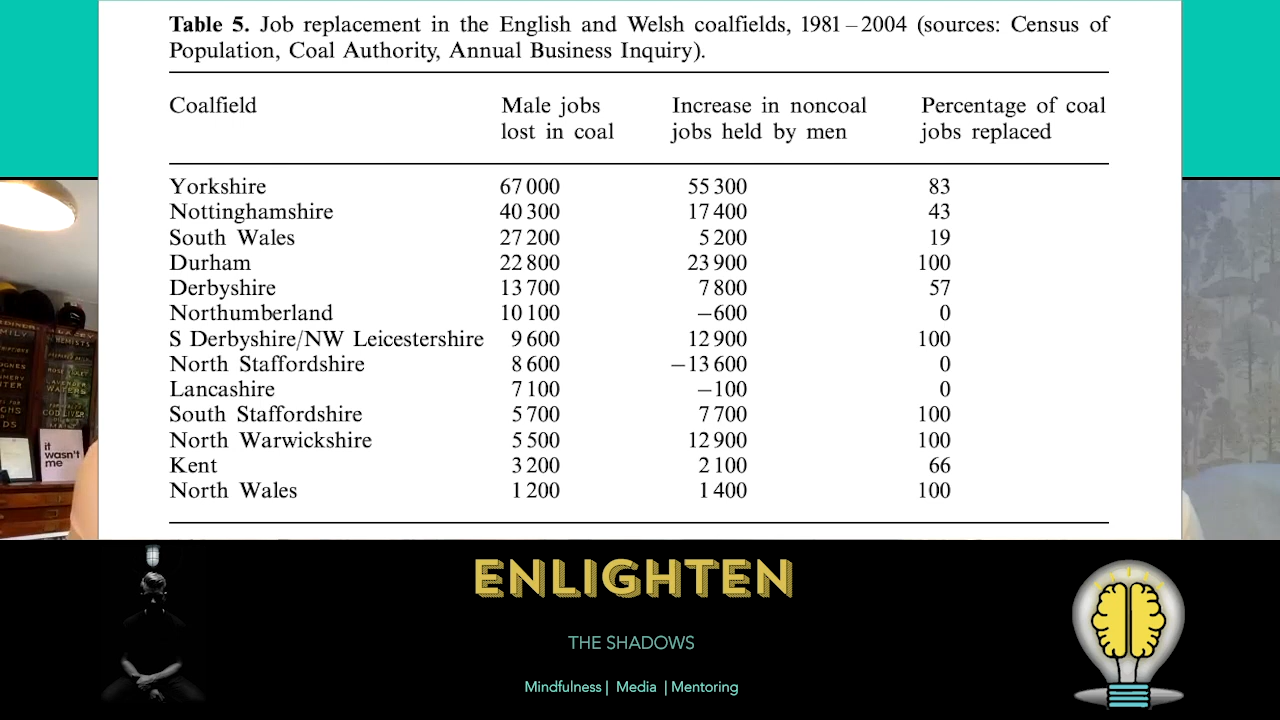 Table 5. Job replacement in the English and Welsh coalfields, 1981–2004 (sources: Census of
Population, Coal Authority, Annual Business Inquiry).
Coalfield Male jobs lost in coal Increase in noncoal jobs held by men Percentage of coal jobs replaced
Yorkshire 67 000 55 300 83
Nottinghamshire 40 300 17 400 43
South Wales 27 200 5 200 19
Durham 22 800 23 900 100
Derbyshire 13 700 7 800 57
Northumberland 10 100 –600 0
S Derbyshire/NW Leicestershire 9 600 12 900 100
North Staffordshire 8 600 –13 600 0
Lancashire 7 100 –100 0
South Staffordshire 5 700 7 700 100
North Warwickshire 5 500 12 900 100
Kent 3 200 2 100 66
North Wales 1 200 1 400 100
it
wasn't
me
ENLIGHTEN
THE SHADOWS
Mindfulness | Media | Mentoring